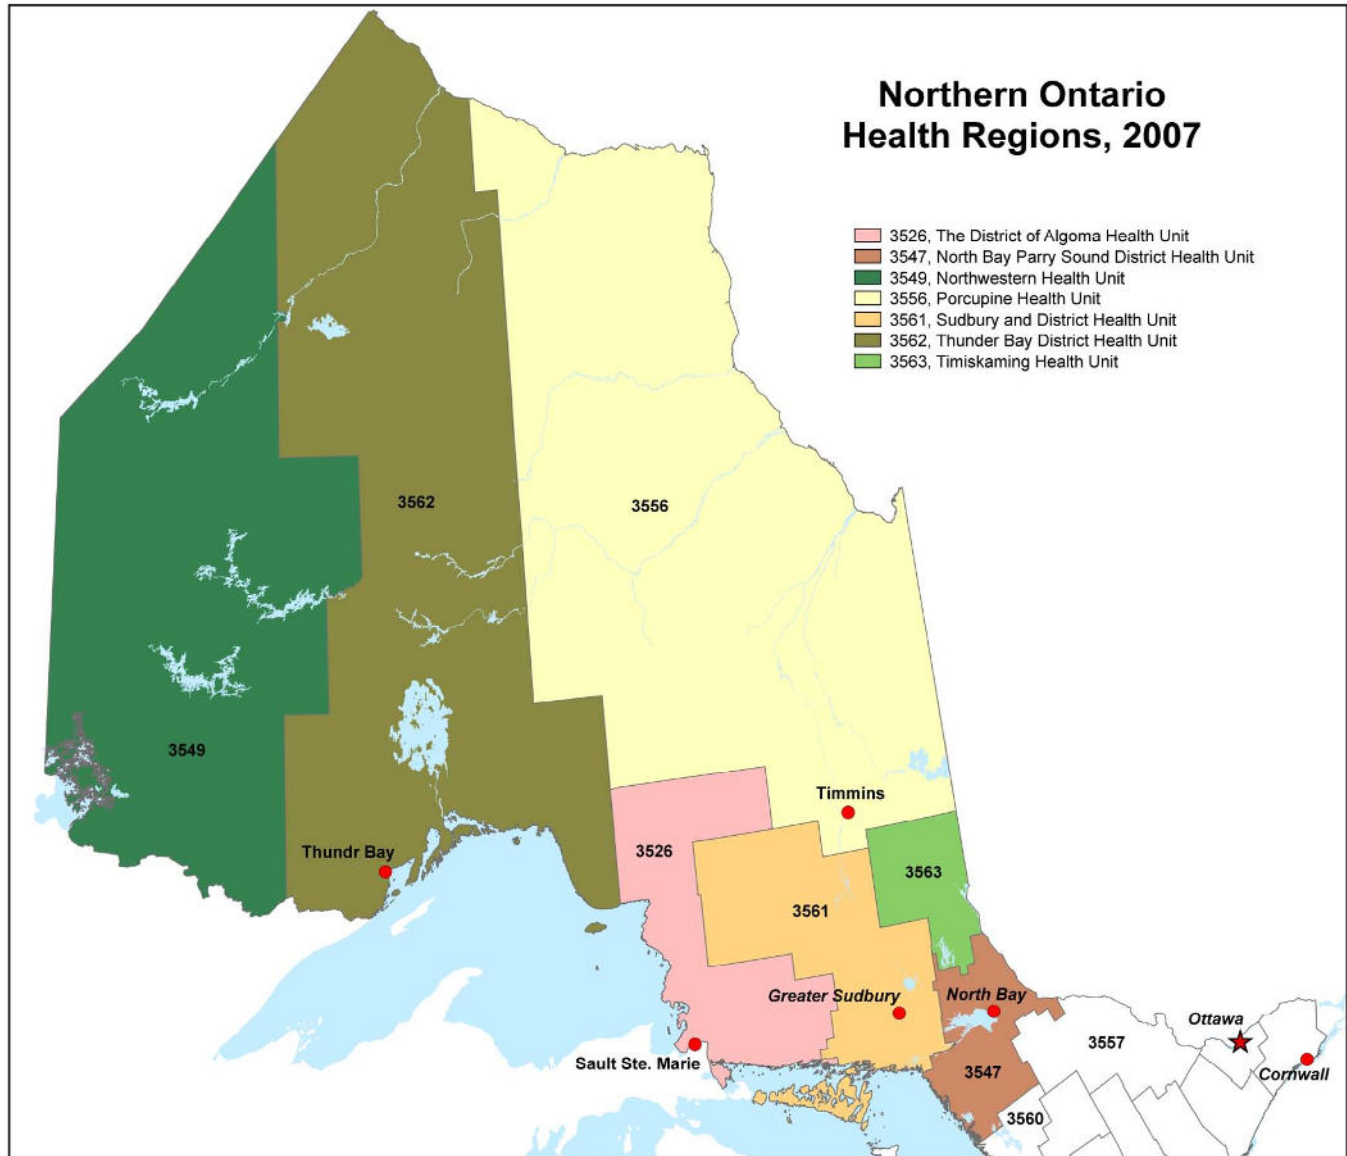 Northern Ontario
Health Regions, 2007
3526, The District of Algoma Health Unit
3547, North Bay Parry Sound District Health Unit
3549, Northwestern Health Unit
3556, Porcupine Health Unit
3561, Sudbury and District Health Unit
3562, Thunder Bay District Health Unit
3563, Timiskaming Health Unit
3562
3556
3549
Timmins
Thundr Bay
3526
3563
3561
Greater Sudbury
North Bay
Ottawa
3557
Sault Ste. Marie
3547
Cornwall
3560